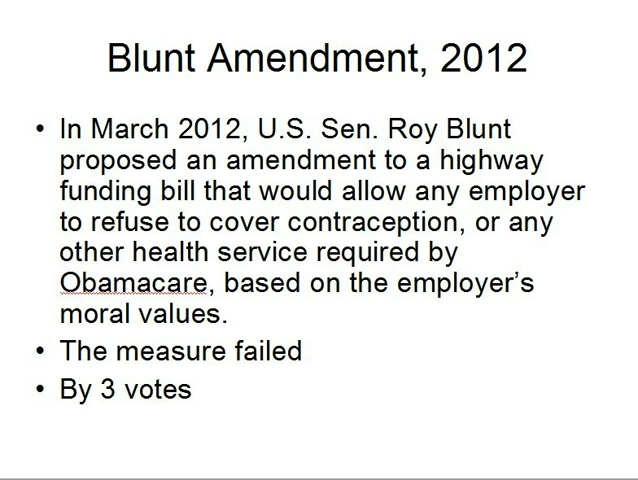 Blunt Amendment, 2012
• In March 2012, U.S. Sen. Roy Blunt
proposed an amendment to a highway
funding bill that would allow any employer
to refuse to cover contraception, or any
other health service required by
Obamacare, based on the employer’s
moral values.
• The measure failed
• By 3 votes